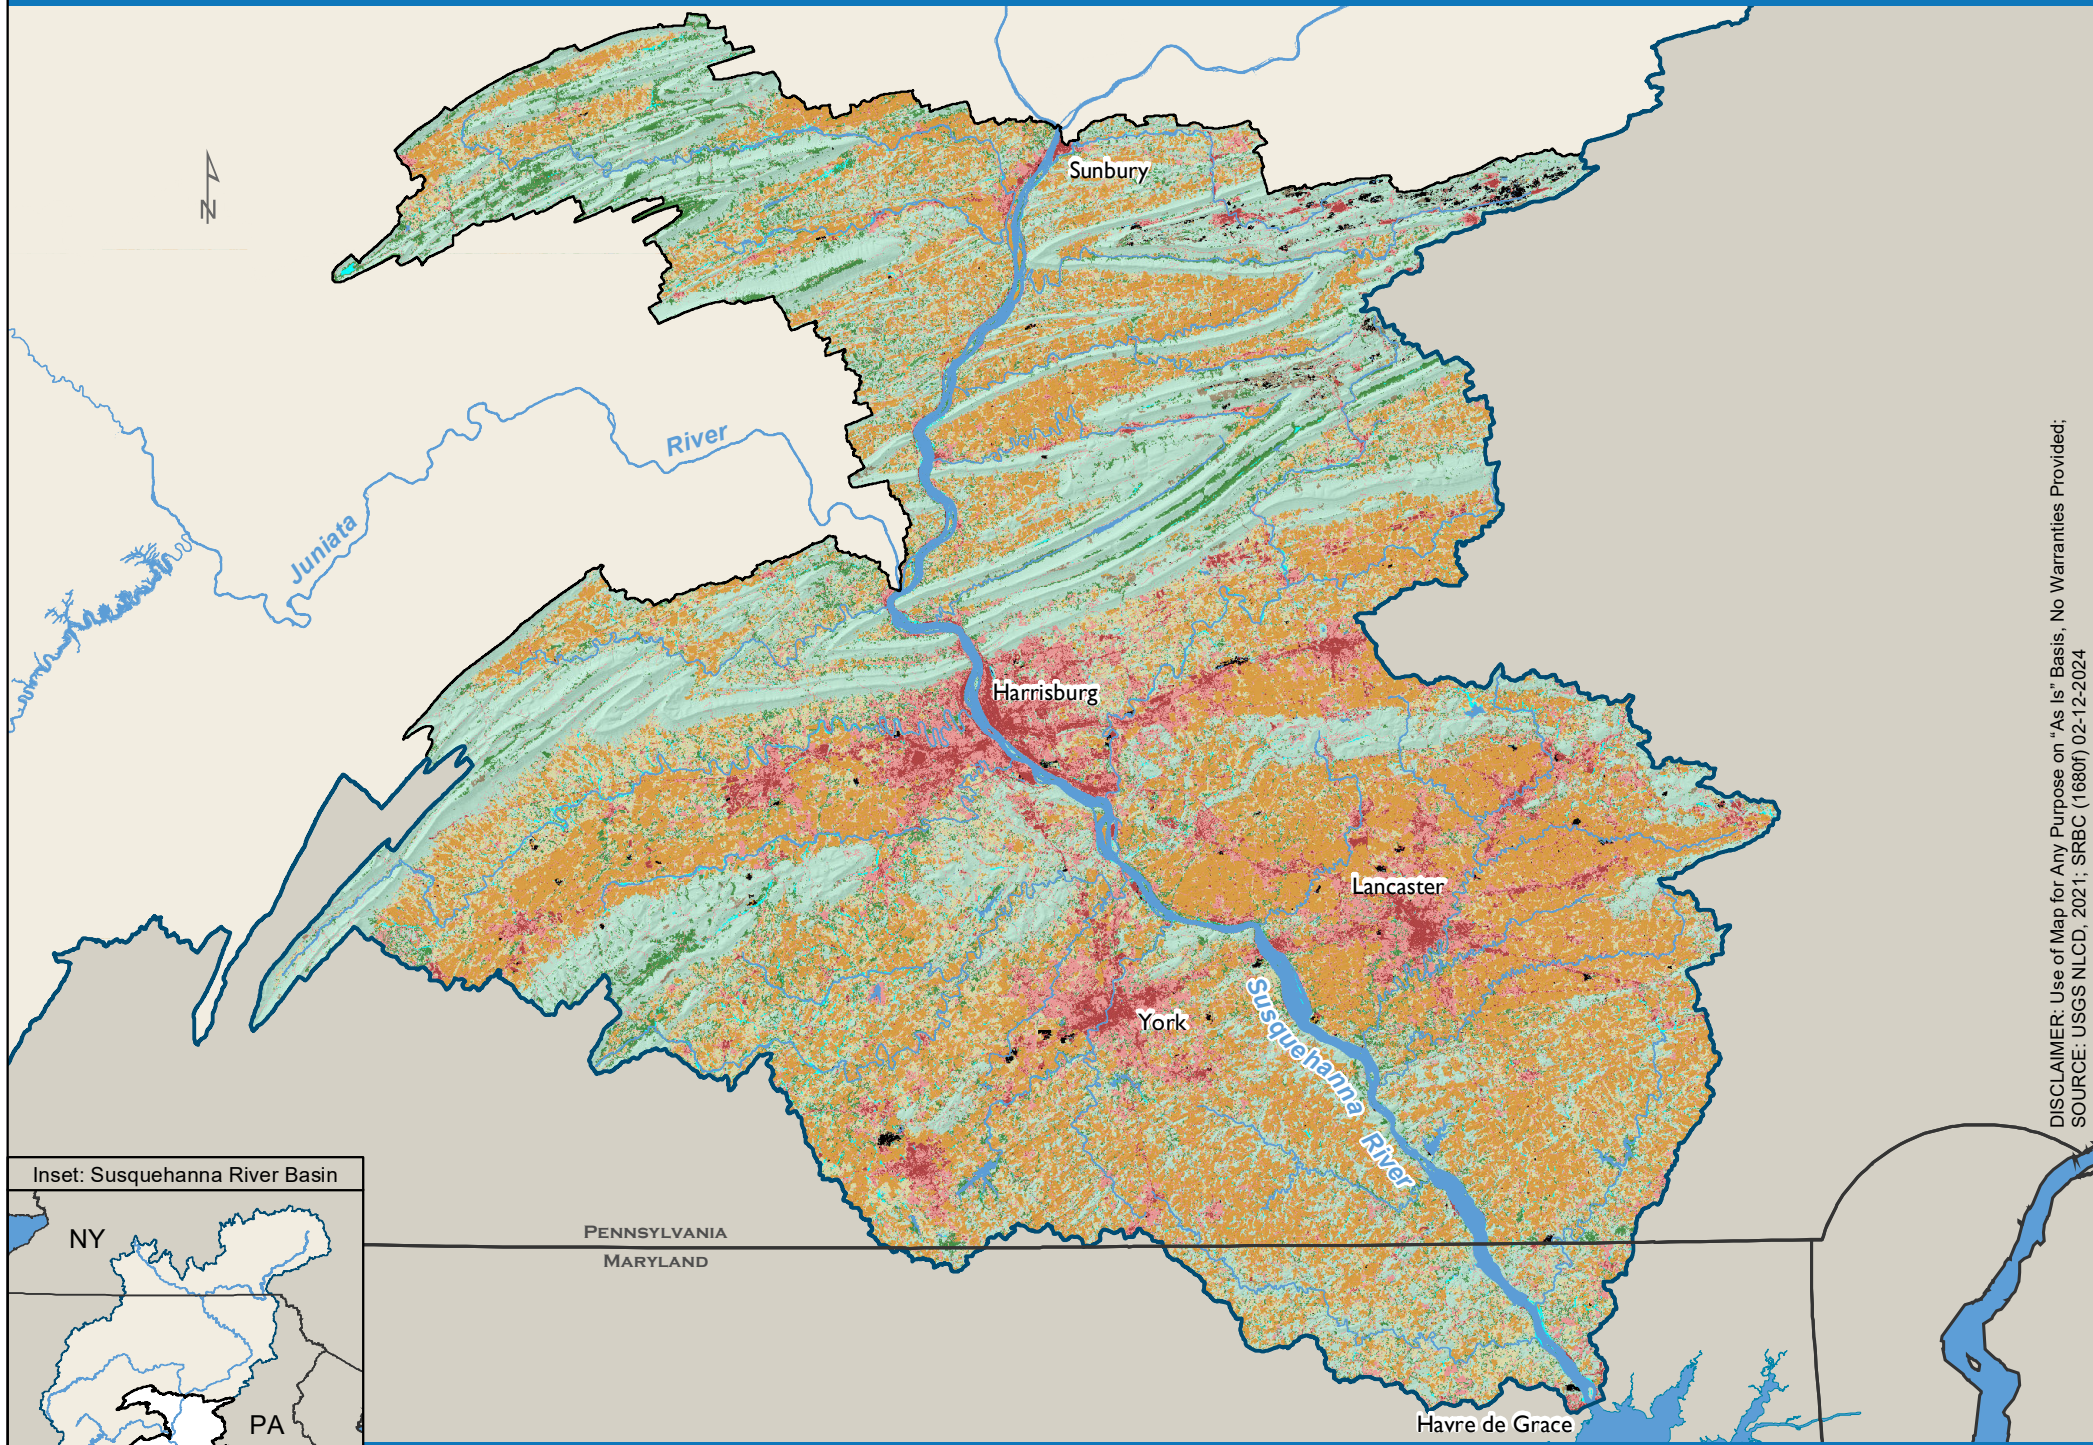 N
Sunbury
River
Juniata
Harrisburg
Lancaster
York
Susquehanna
River
DISCLAIMER: Use of Map for Any Purpose on "As Is" Basis, No Warranties Provided;
SOURCE: USGS NLCD, 2021; SRBC (1680f) 02-12-2024
Inset: Susquehanna River Basin
NY
PA
PENNSYLVANIA
MARYLAND
Havre de Grace